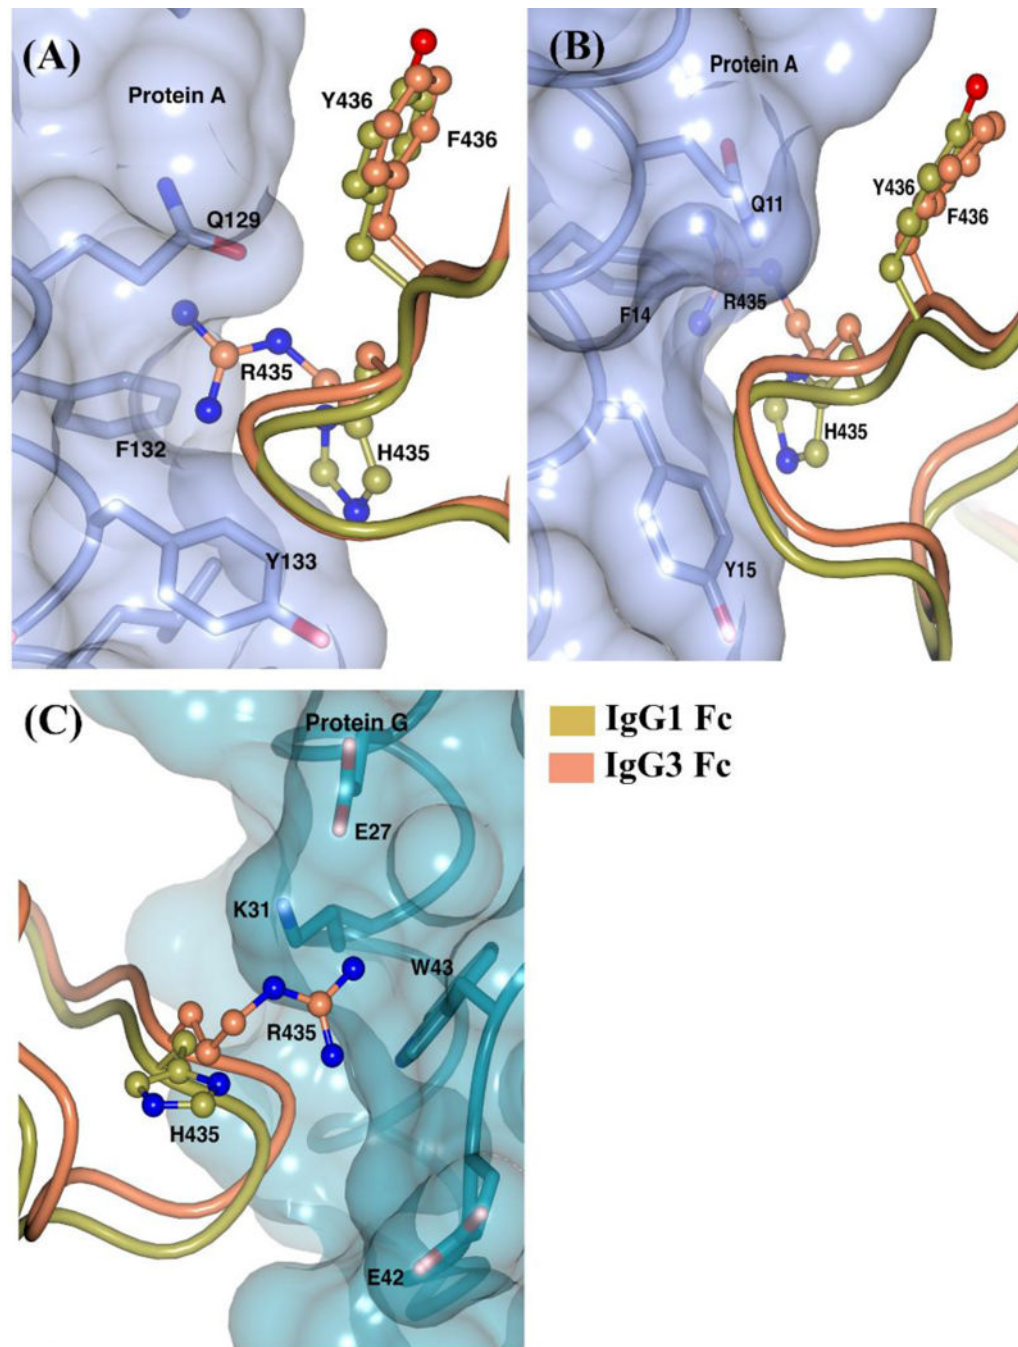 (A)
Protein A
Y436
F436
Q129
R435
F132
H435
Y133
(B)
Protein A
Y436
Q11
F436
R435
F14
H435
Y15
(C)
Protein G
E27
K31
W43
R435
H435
E42
IgG1 Fc
IgG3 Fc